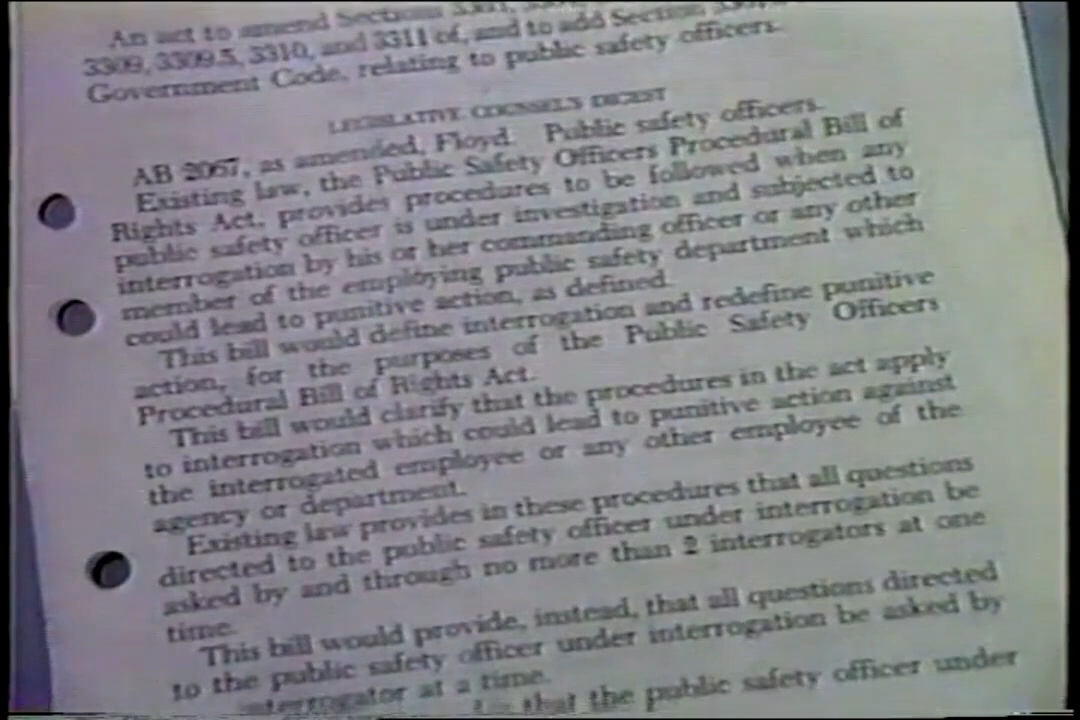 An act to amend Sections 3301,
3309, 3309.5, 3310, and 3311 of, and to add Section
Government Code, relating to public safety officers.
LEGISLATIVE COUNSEL'S DIGEST
AB 2067, as amended, Floyd. Public safety officers.
Existing law, the Public Safety Officers Procedural Bill of
Rights Act, provides procedures to be followed when any
public safety officer is under investigation and subjected to
interrogation by his or her commanding officer or any other
member of the employing public safety department which
could lead to punitive action, as defined.
This bill would define interrogation and redefine punitive
action, for the purposes of the Public Safety Officers
Procedural Bill of Rights Act.
This bill would clarify that the procedures in the act apply
to interrogation which could lead to punitive action against
the interrogated employee or any other employee of the
agency or department.
Existing law provides in these procedures that all questions
directed to the public safety officer under interrogation be
asked by and through no more than 2 interrogators at one
time.
This bill would provide, instead, that all questions directed
to the public safety officer under interrogation be asked by
interrogator at a time.
that the public safety officer under